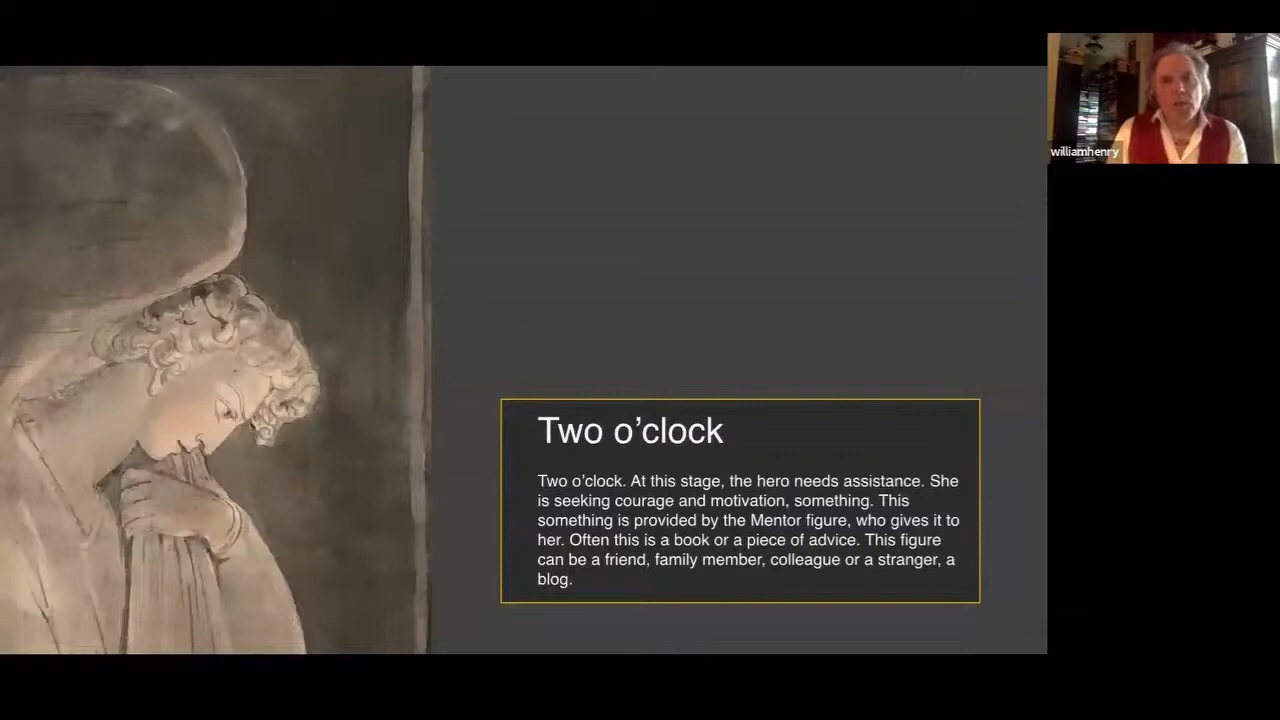 williamhenry
Two o’clock
Two o’clock. At this stage, the hero needs assistance. She
is seeking courage and motivation, something. This
something is provided by the Mentor figure, who gives it to
her. Often this is a book or a piece of advice. This figure
can be a friend, family member, colleague or a stranger, a
blog.